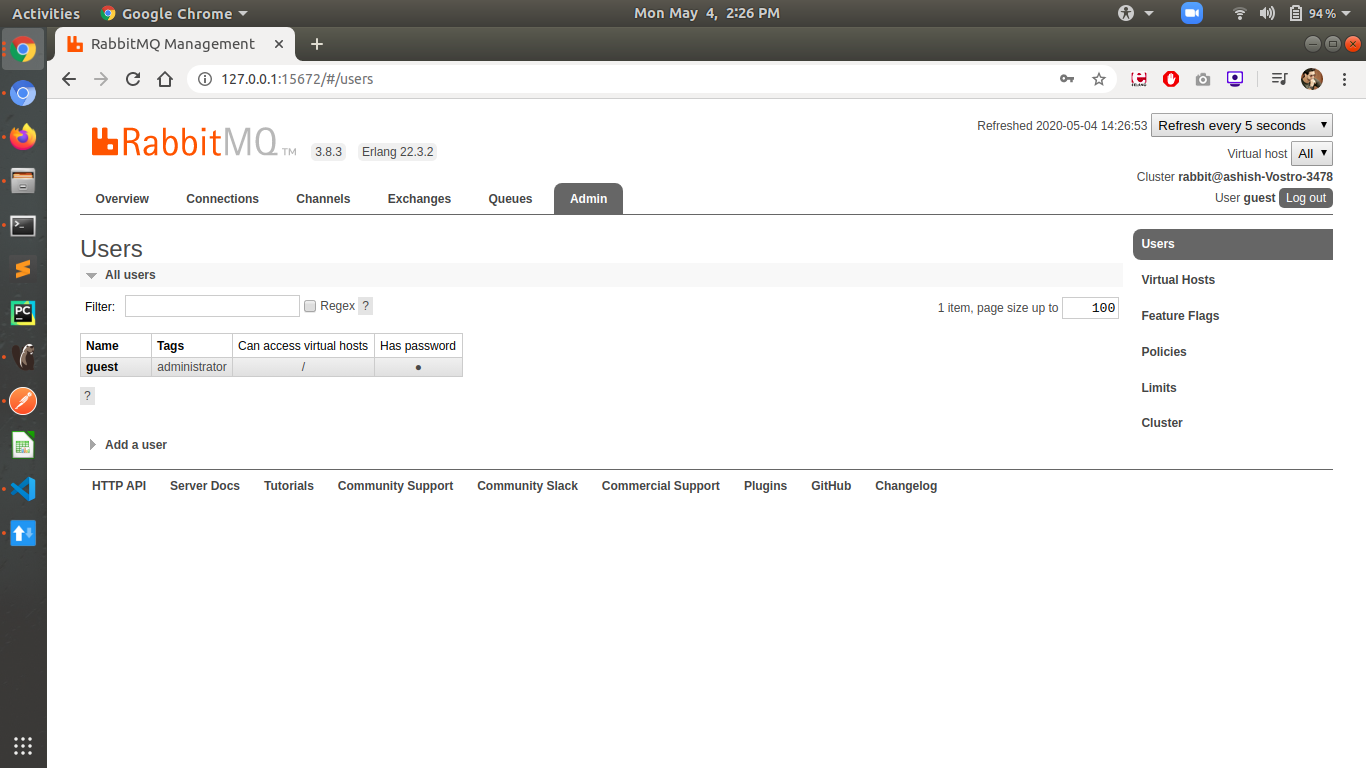 Activities Google Chrome Mon May 4, 2:26 PM 94 %
RabbitMQ Management
127.0.0.1:15672/#/users
RabbitMQ TM 3.8.3 Erlang 22.3.2
Refreshed 2020-05-04 14:26:53 Refresh every 5 seconds
Virtual host All
Cluster rabbit@ashish-Vostro-3478
User guest Log out
Overview Connections Channels Exchanges Queues Admin
Users
All users
Filter: Regex ? 1 item, page size up to 100
Name Tags Can access virtual hosts Has password
guest administrator / ●
?
Add a user
Users
Virtual Hosts
Feature Flags
Policies
Limits
Cluster
HTTP API Server Docs Tutorials Community Support Community Slack Commercial Support Plugins GitHub Changelog
PC